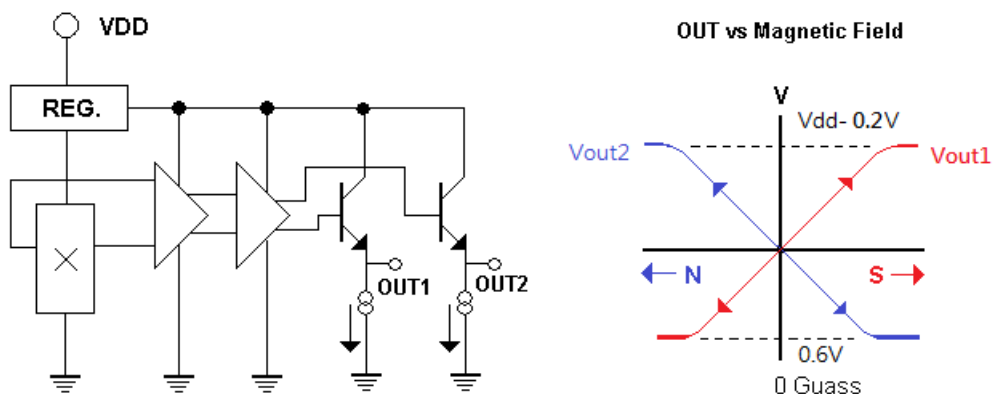 VDD
REG.
OUT1
OUT2
OUT vs Magnetic Field
V
Vdd- 0.2V
Vout2
Vout1
N
S
0.6V
0 Guass